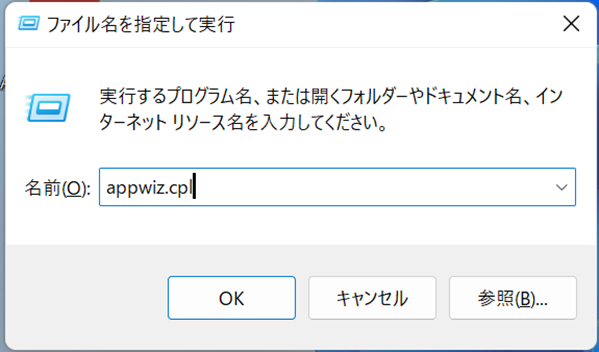 ファイル名を指定して実行
実行するプログラム名、または開くフォルダーやドキュメント名、イン
ターネット リソース名を入力してください。
名前(O): appwiz.cpl
OK キャンセル 参照(B)...